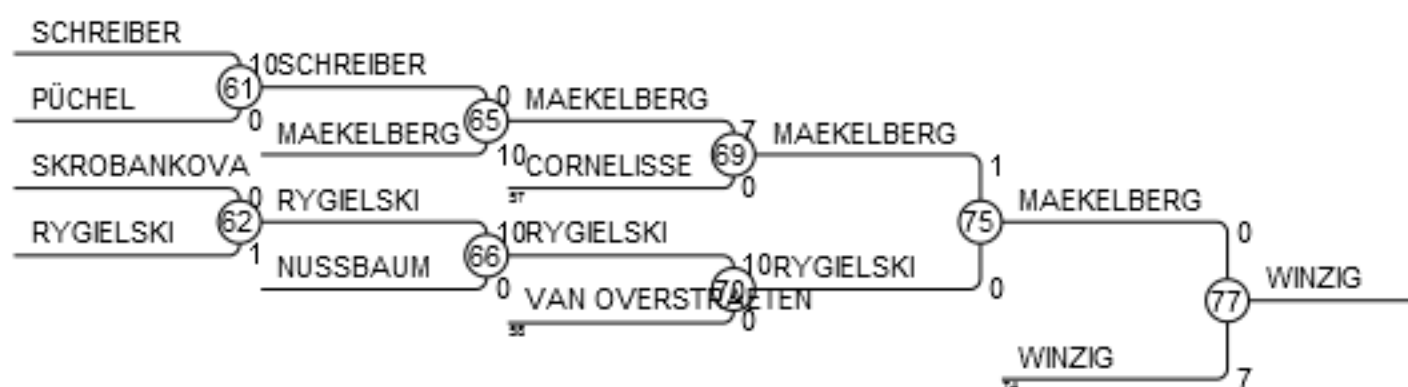 SCHREIBER
10
SCHREIBER
61
0
MAEKELBERG
PÜCHEL
0
65
7
MAEKELBERG
MAEKELBERG
10
CORNELISSE
69
1
SKROBANKOVA
0
57
0
RYGIELSKI
MAEKELBERG
62
10
RYGIELSKI
75
0
RYGIELSKI
1
66
10
RYGIELSKI
NUSSBAUM
0
VAN OVERSTRAETEN
70
0
WINZIG
0
77
WINZIG
7